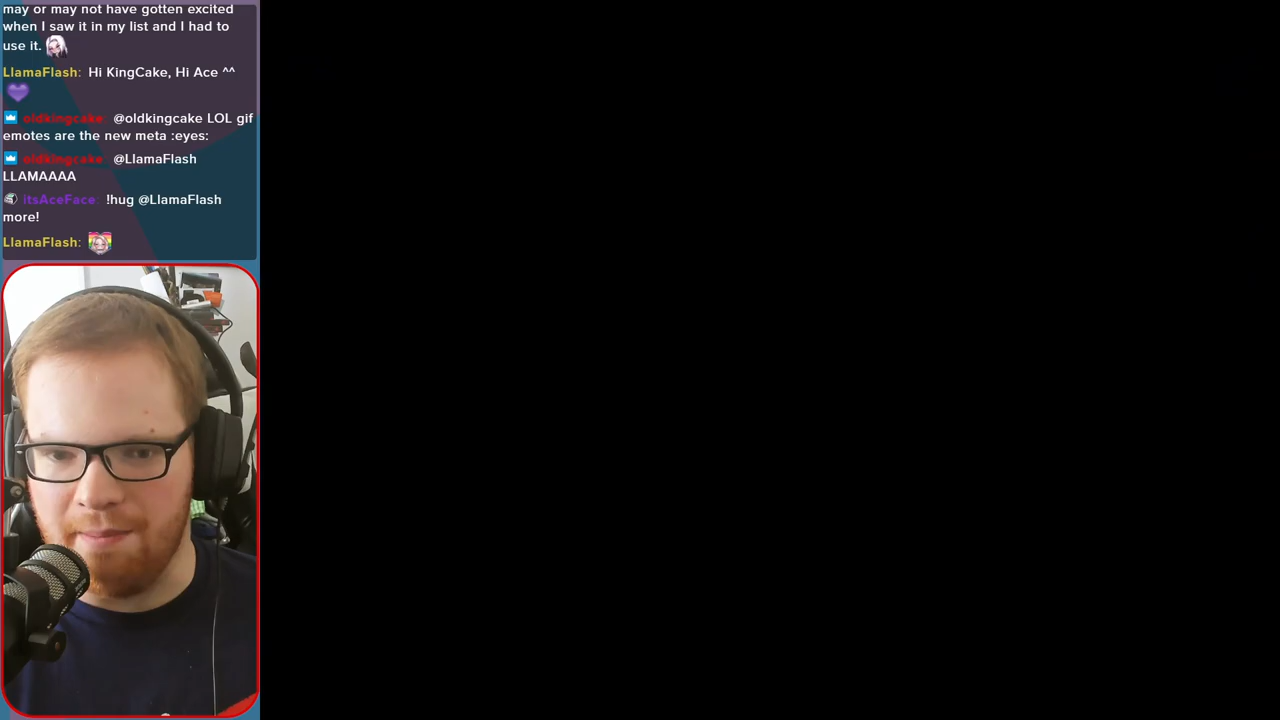 may or may not have gotten excited
when I saw it in my list and I had to
use it.
LlamaFlash: Hi KingCake, Hi Ace ^^
oldkingcake: @oldkingcake LOL gif
emotes are the new meta :eyes:
oldkingcake: @LlamaFlash
LLAMAAAA
itsAceFace: !hug @LlamaFlash
more!
LlamaFlash: